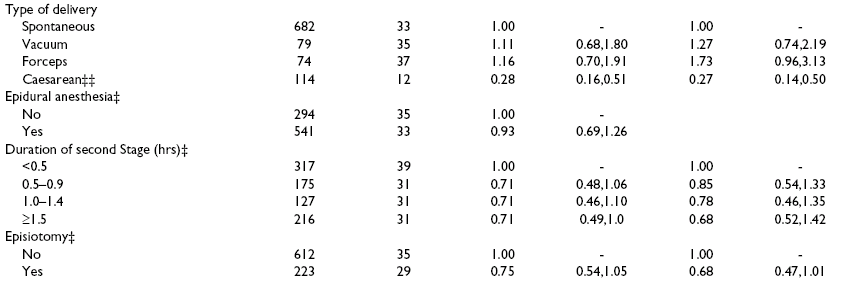 Type of delivery
Spontaneous 682 33 1.00 - 1.00 -
Vacuum 79 35 1.11 0.68,1.80 1.27 0.74,2.19
Forceps 74 37 1.16 0.70,1.91 1.73 0.96,3.13
Caesarean‡‡ 114 12 0.28 0.16,0.51 0.27 0.14,0.50
Epidural anesthesia‡
No 294 35 1.00 -
Yes 541 33 0.93 0.69,1.26
Duration of second Stage (hrs)‡
<0.5 317 39 1.00 - 1.00 -
0.5–0.9 175 31 0.71 0.48,1.06 0.85 0.54,1.33
1.0–1.4 127 31 0.71 0.46,1.10 0.78 0.46,1.35
≥1.5 216 31 0.71 0.49,1.0 0.68 0.52,1.42
Episiotomy‡
No 612 35 1.00 - 1.00 -
Yes 223 29 0.75 0.54,1.05 0.68 0.47,1.01